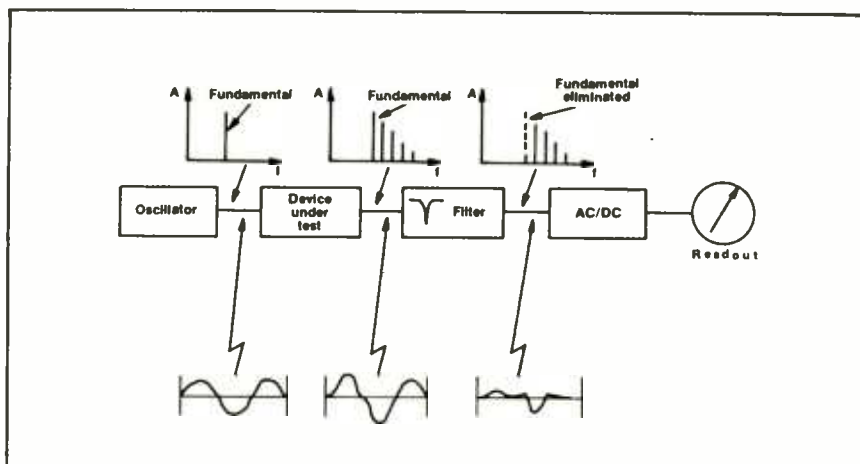 A
Fundamental
f
A
Fundamental
f
A
Fundamental
eliminated
f
Oscillator
Device
under
test
Filter
AC/DC
Readout